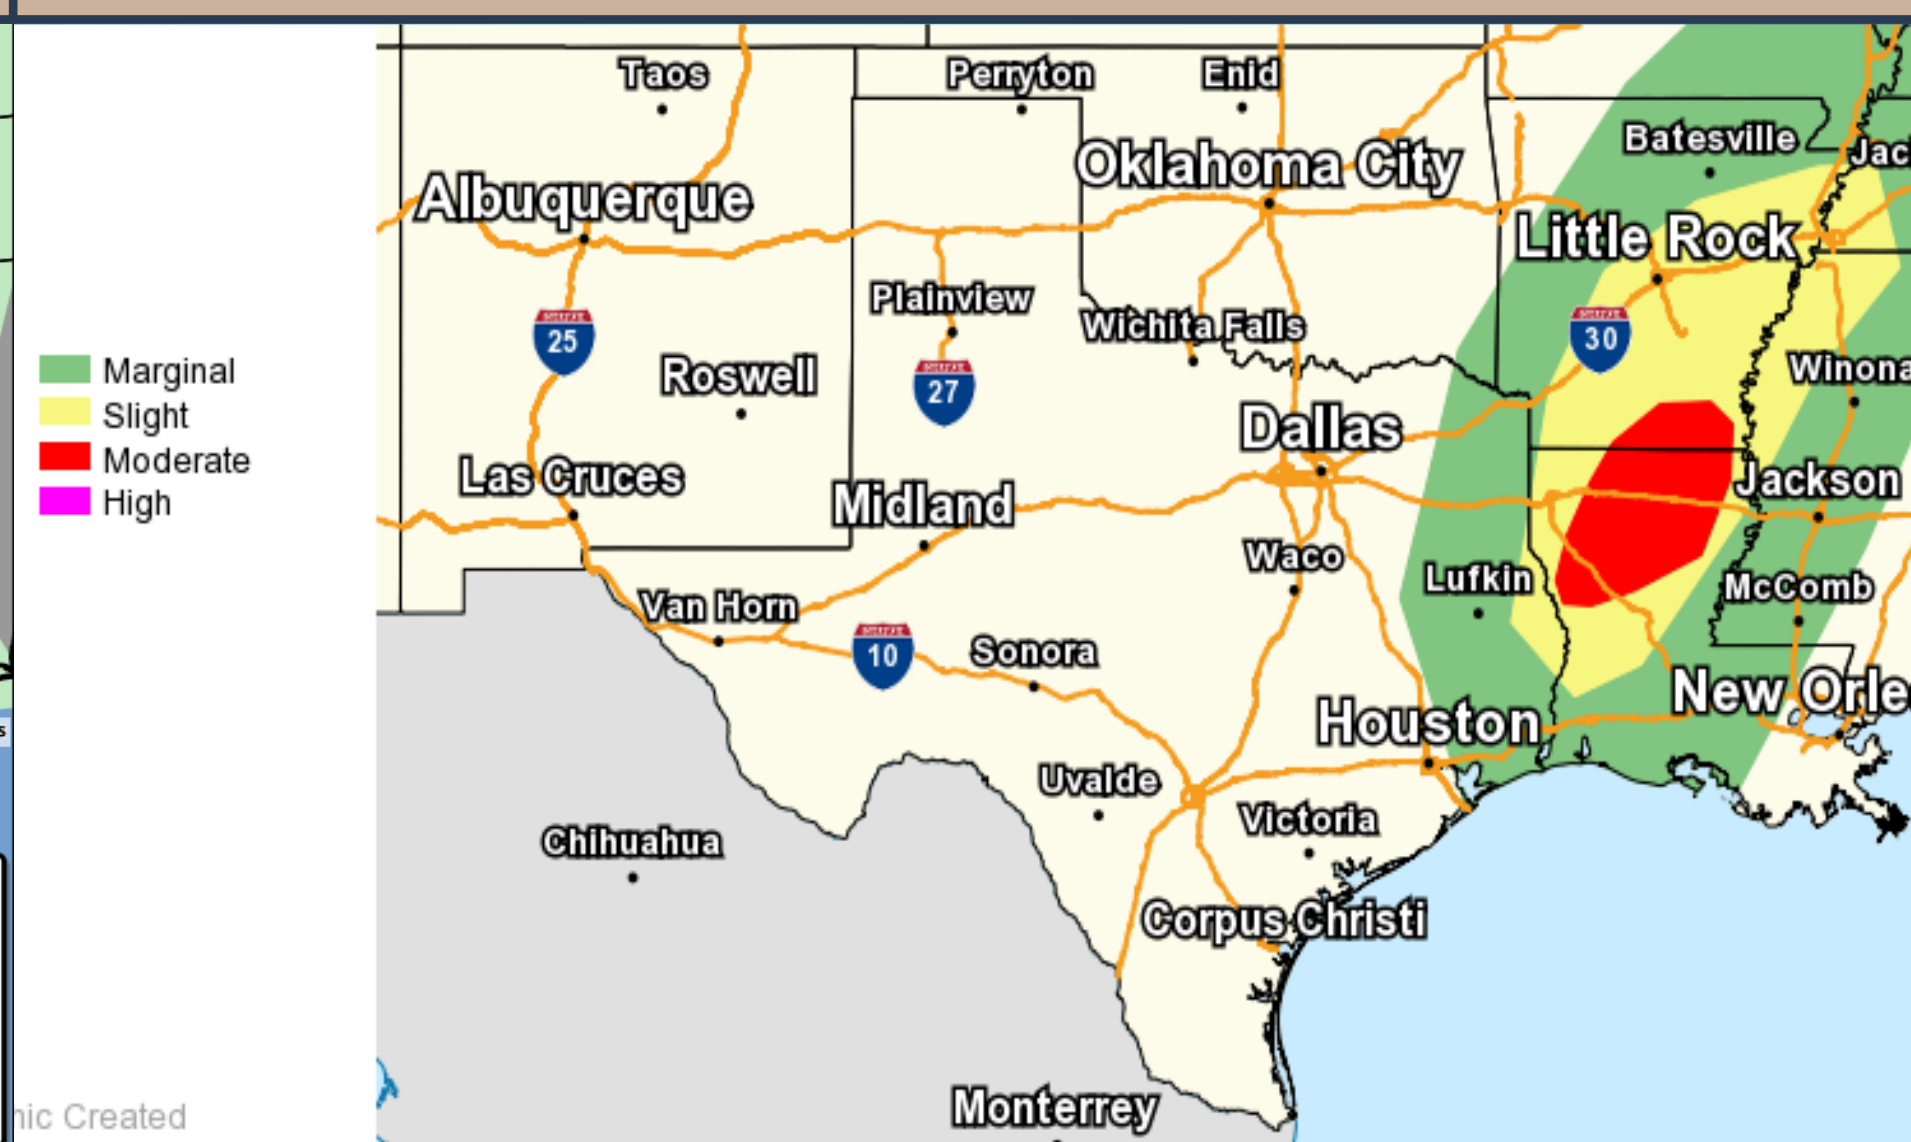 Taos
Perryton
Enid
Batesville
Oklahoma City
Albuquerque
Little Rock
Plainview
Wichita Falls
25
30
Marginal
Roswell
27
Winona
Slight
Dallas
Moderate
Las Cruces
Midland
Jackson
High
Waco
Lufkin
McComb
Van Horn
10
Sonora
New Orle
Houston
Uvalde
Victoria
Chihuahua
Corpus Christi
Monterrey
nic Created